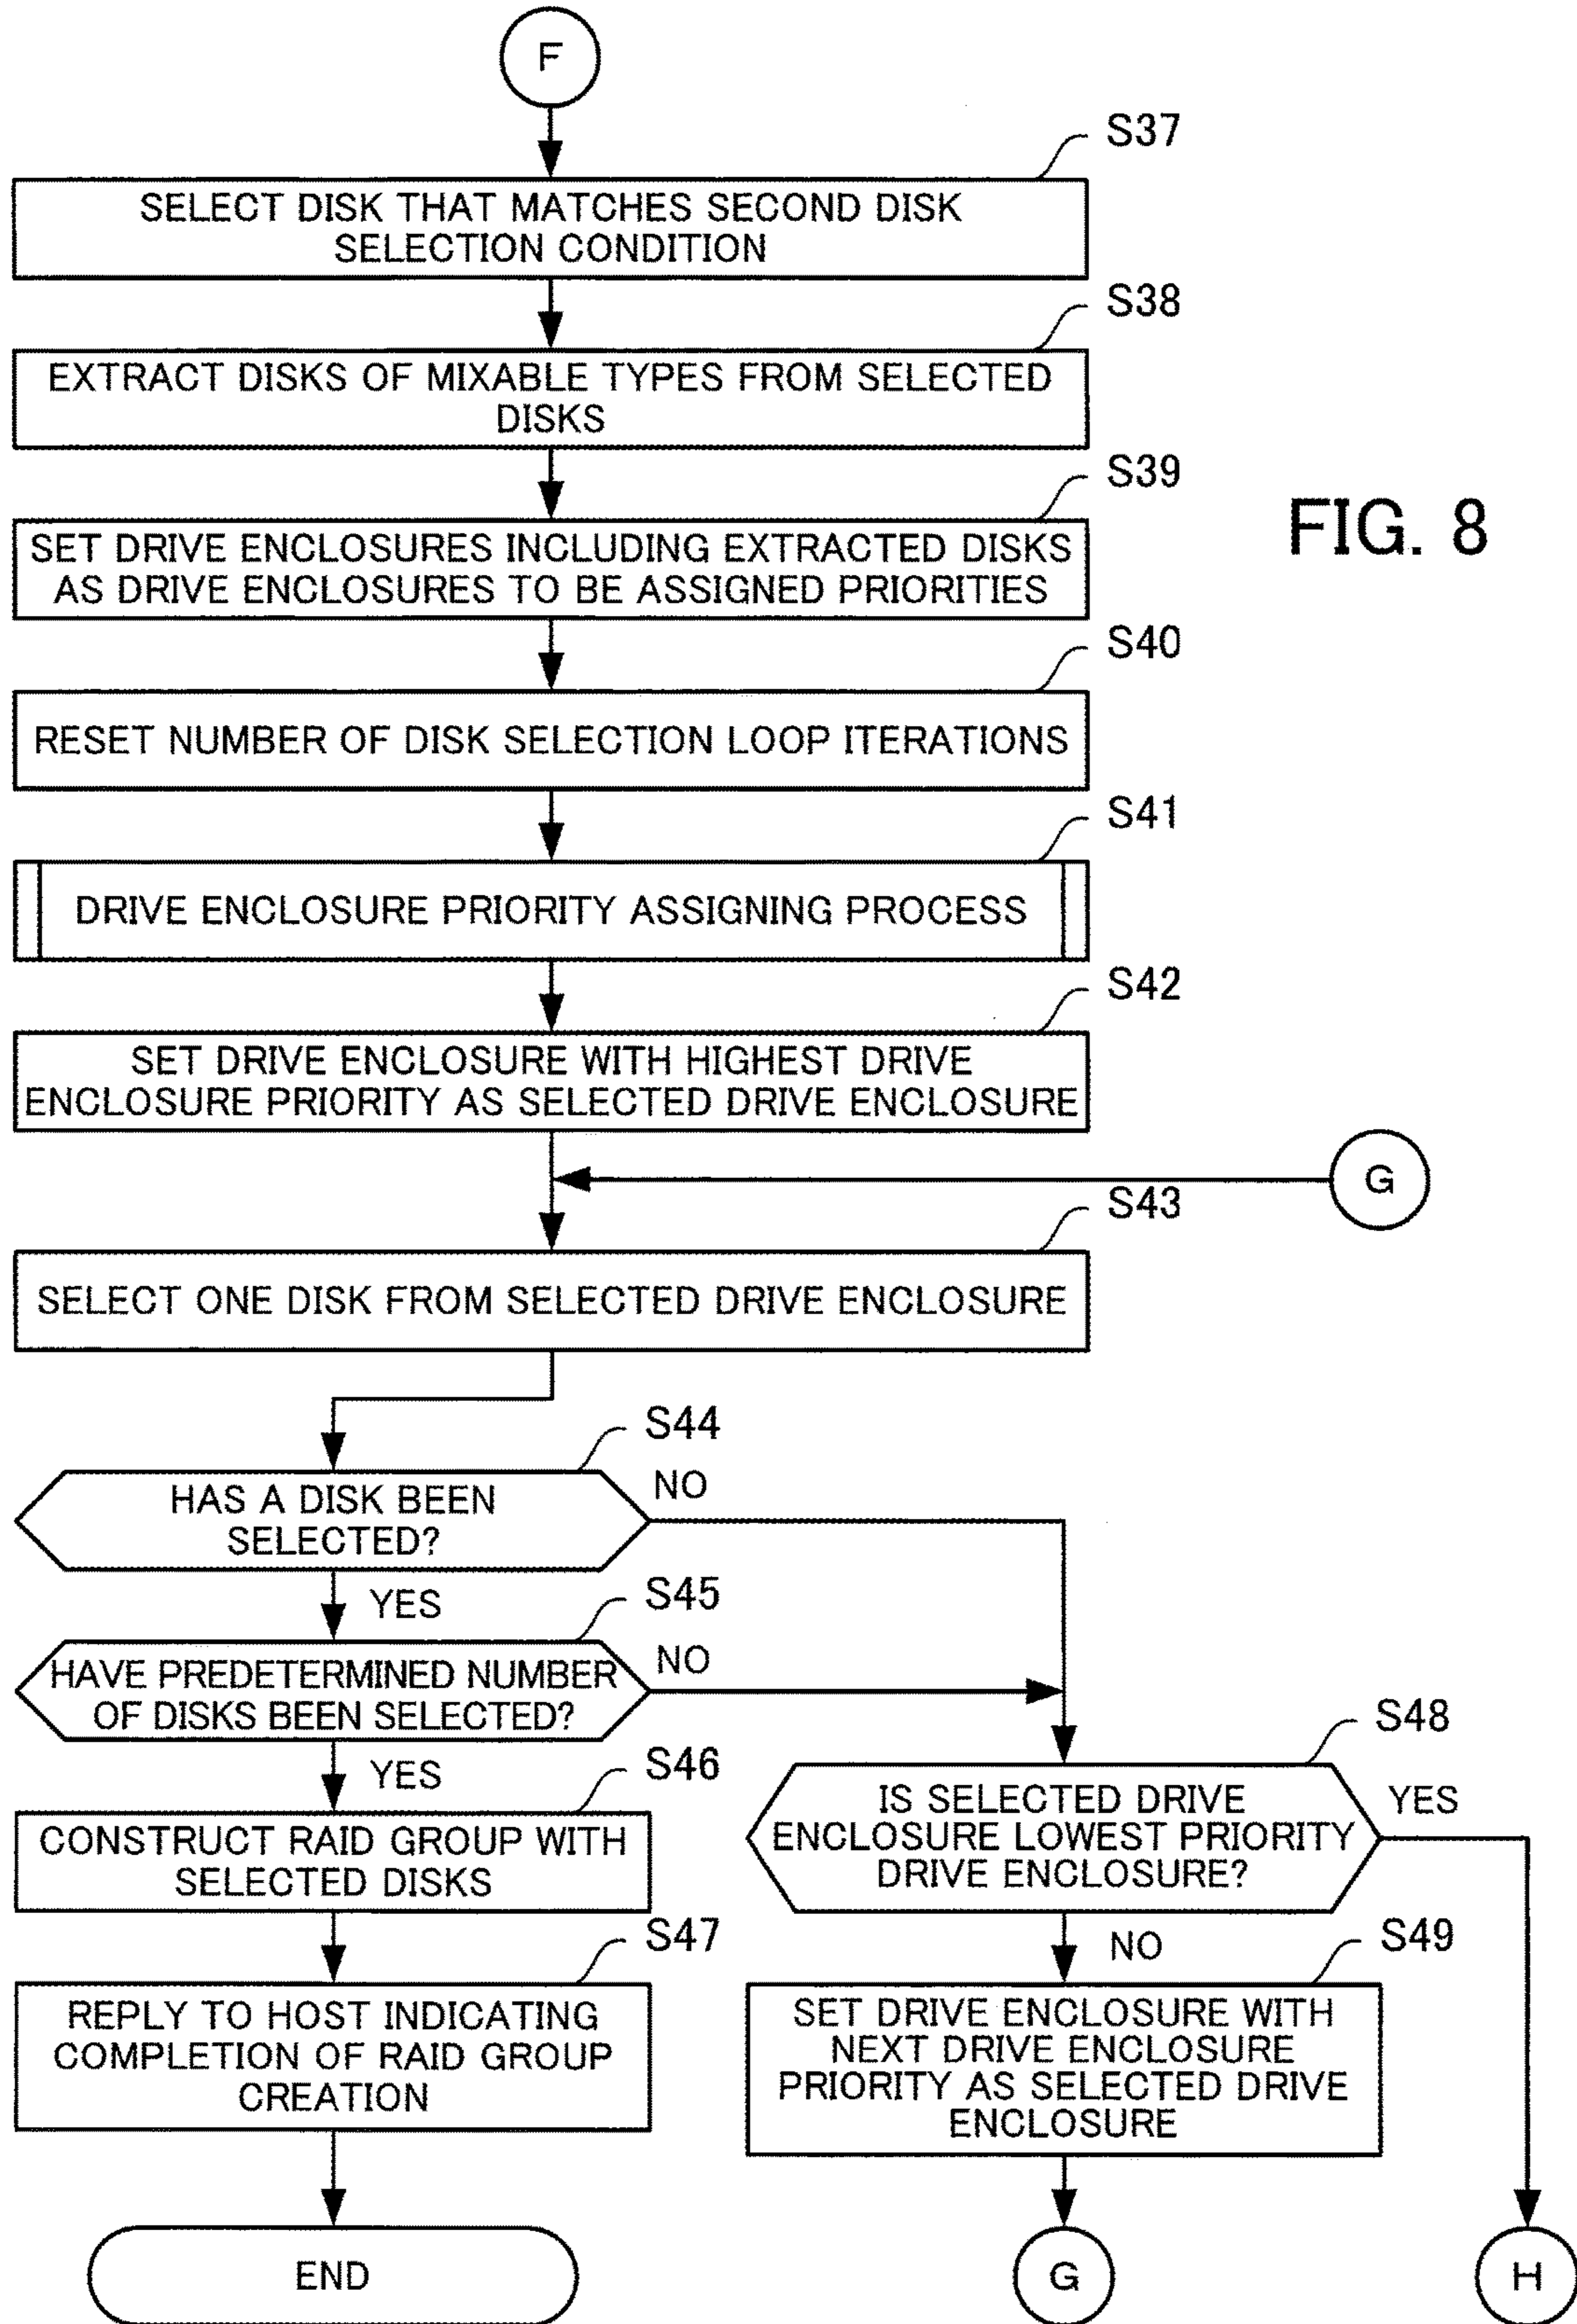 F
S37
SELECT DISK THAT MATCHES SECOND DISK
SELECTION CONDITION
S38
EXTRACT DISKS OF MIXABLE TYPES FROM SELECTED
DISKS
S39
SET DRIVE ENCLOSURES INCLUDING EXTRACTED DISKS
AS DRIVE ENCLOSURES TO BE ASSIGNED PRIORITIES
FIG. 8
S40
RESET NUMBER OF DISK SELECTION LOOP ITERATIONS
S41
DRIVE ENCLOSURE PRIORITY ASSIGNING PROCESS
S42
SET DRIVE ENCLOSURE WITH HIGHEST DRIVE
ENCLOSURE PRIORITY AS SELECTED DRIVE ENCLOSURE
G
S43
SELECT ONE DISK FROM SELECTED DRIVE ENCLOSURE
S44
HAS A DISK BEEN
SELECTED?
NO
YES
S45
HAVE PREDETERMINED NUMBER
OF DISKS BEEN SELECTED?
NO
YES
S46
CONSTRUCT RAID GROUP WITH
SELECTED DISKS
S47
REPLY TO HOST INDICATING
COMPLETION OF RAID GROUP
CREATION
END
S48
IS SELECTED DRIVE
ENCLOSURE LOWEST PRIORITY
DRIVE ENCLOSURE?
YES
NO
S49
SET DRIVE ENCLOSURE WITH
NEXT DRIVE ENCLOSURE
PRIORITY AS SELECTED DRIVE
ENCLOSURE
G
H